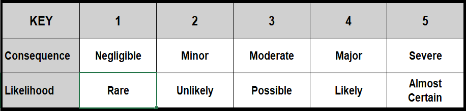 KEY 1 2 3 4 5
Consequence Negligible Minor Moderate Major Severe
Likelihood Rare Unlikely Possible Likely Almost Certain